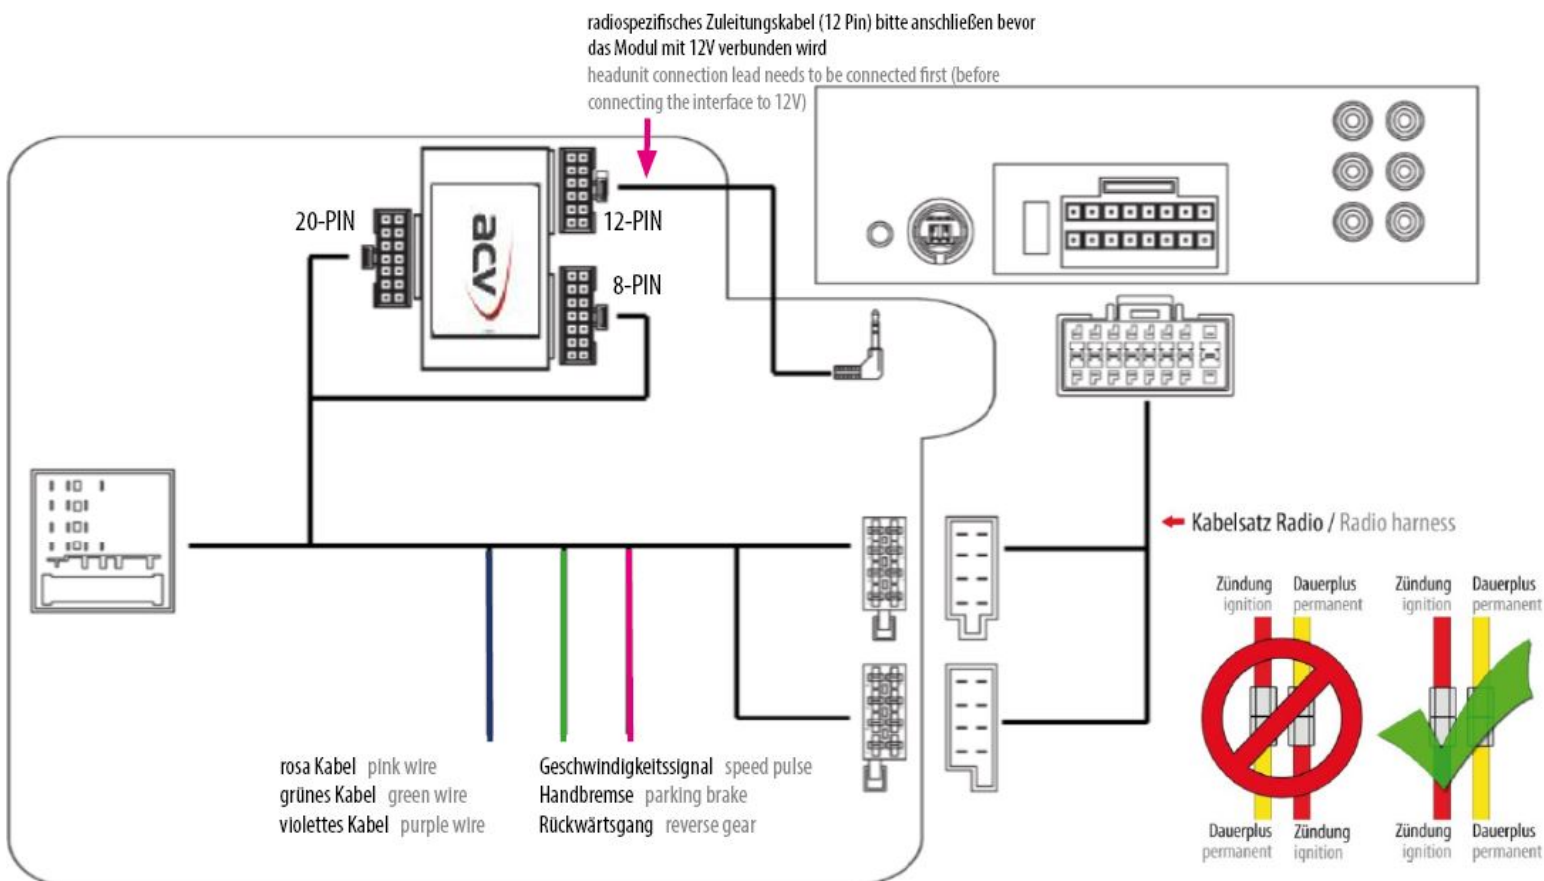 radiospezifisches Zuleitungskabel (12 Pin) bitte anschließen bevor
das Modul mit 12V verbunden wird
headunit connection lead needs to be connected first (before
connecting the interface to 12V)
20-PIN
12-PIN
8-PIN
acv
Kabelsatz Radio / Radio harness
Zündung Dauerplus
ignition permanent
Zündung Dauerplus
ignition permanent
Dauerplus Zündung
permanent ignition
Zündung Dauerplus
ignition permanent
rosa Kabel pink wire Geschwindigkeitssignal speed pulse
grünes Kabel green wire Handbremse parking brake
violettes Kabel purple wire Rückwärtsgang reverse gear